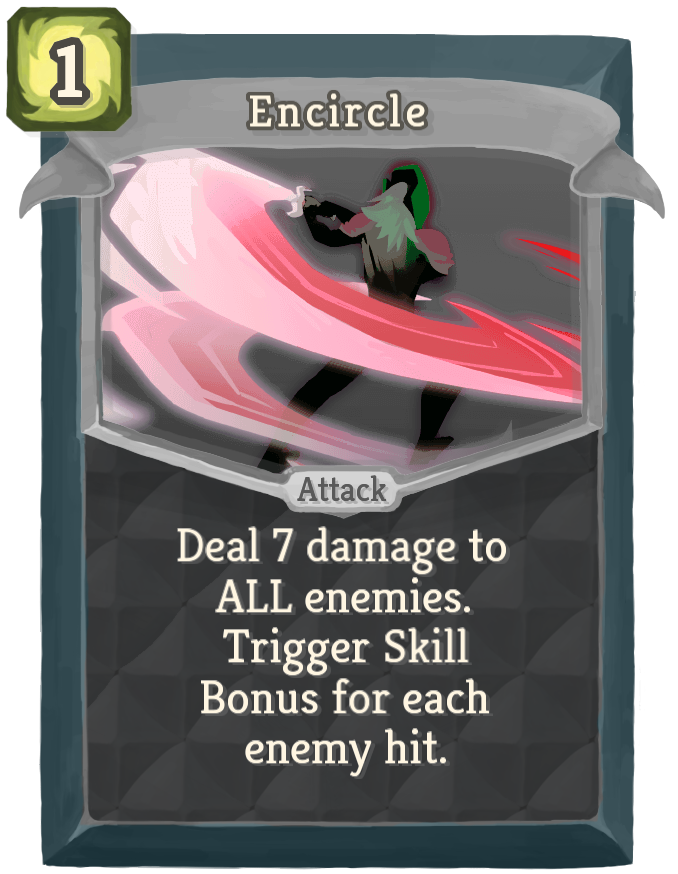 1
Encircle
Attack
Deal 7 damage to
ALL enemies.
Trigger Skill
Bonus for each
enemy hit.